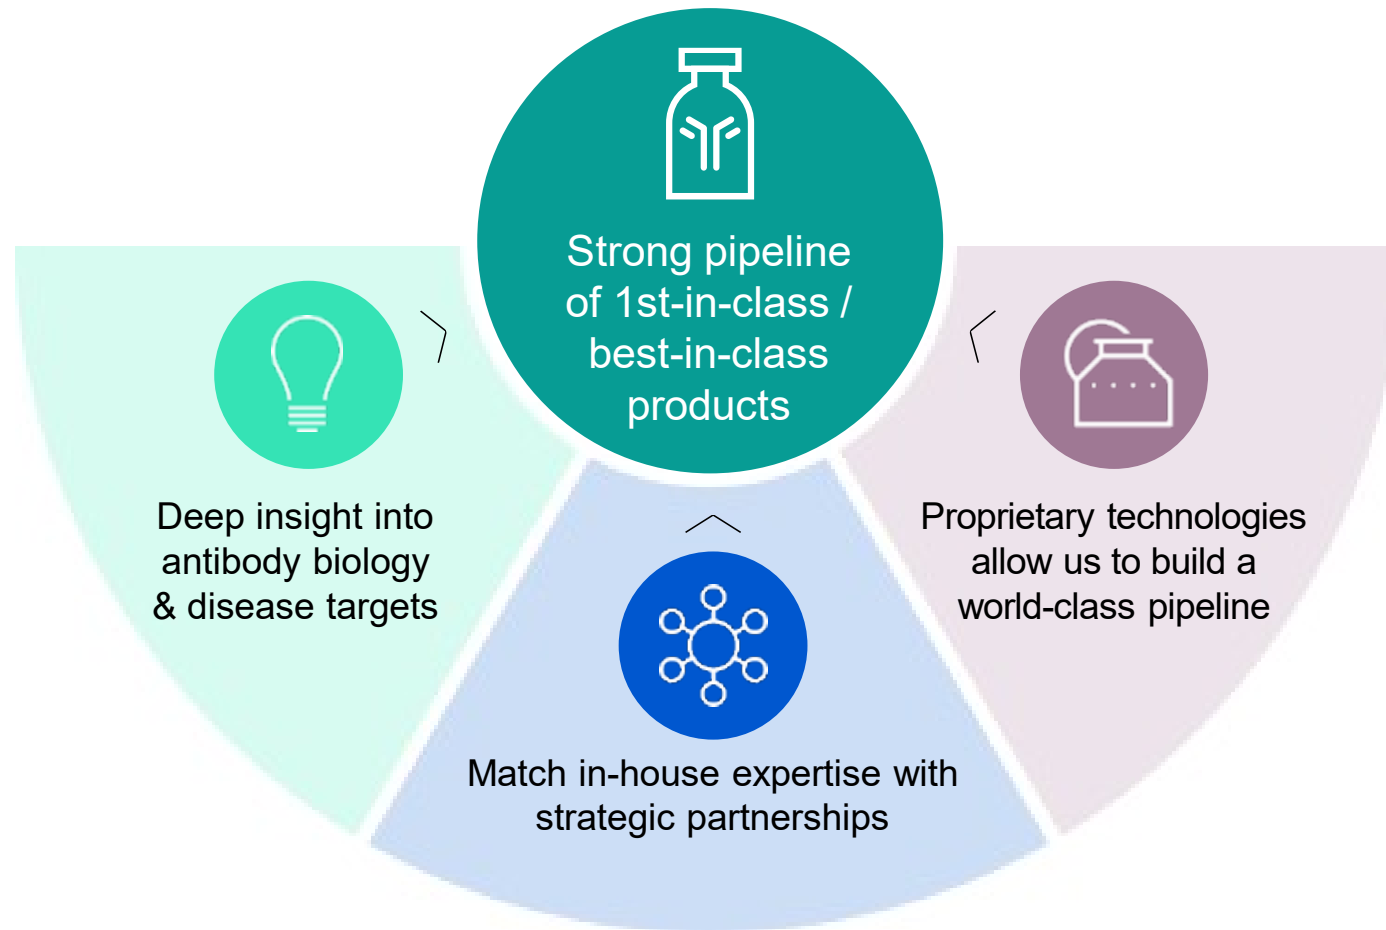 Strong pipeline
of 1st-in-class /
best-in-class
products
Deep insight into
antibody biology
& disease targets
Match in-house expertise with
strategic partnerships
Proprietary technologies
allow us to build a
world-class pipeline